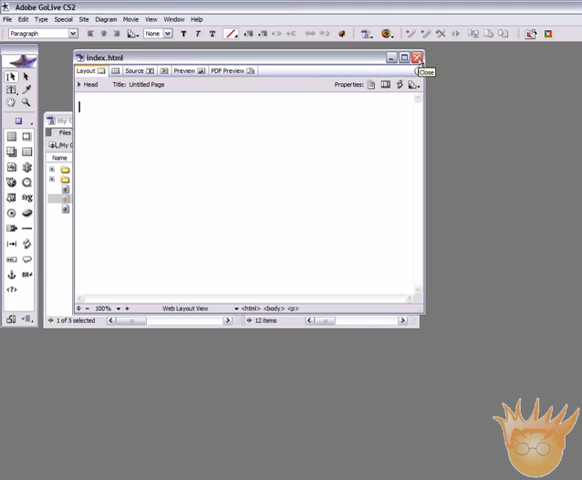 Adobe GoLive CS2
File Edit Type Special Site Diagram Movie View Window Help
Paragraph None
index.html
Layout Source Preview PDF Preview
Close
Head Title: Untitled Page Properties:
Files
Name
100% Web Layout View <html> <body> <p>
1 of 5 selected 12 items